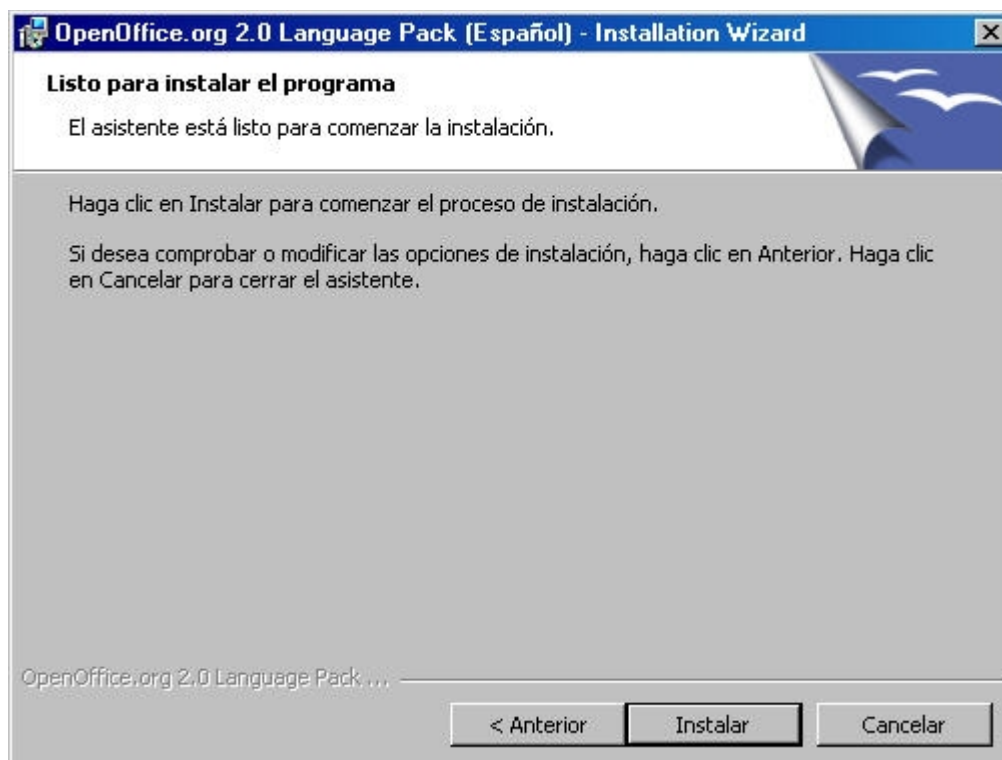 OpenOffice.org 2.0 Language Pack (Español) - Installation Wizard
Listo para instalar el programa
El asistente está listo para comenzar la instalación.
Haga clic en Instalar para comenzar el proceso de instalación.
Si desea comprobar o modificar las opciones de instalación, haga clic en Anterior. Haga clic
en Cancelar para cerrar el asistente.
OpenOffice.org 2.0 Language Pack ...
< Anterior
Instalar
Cancelar